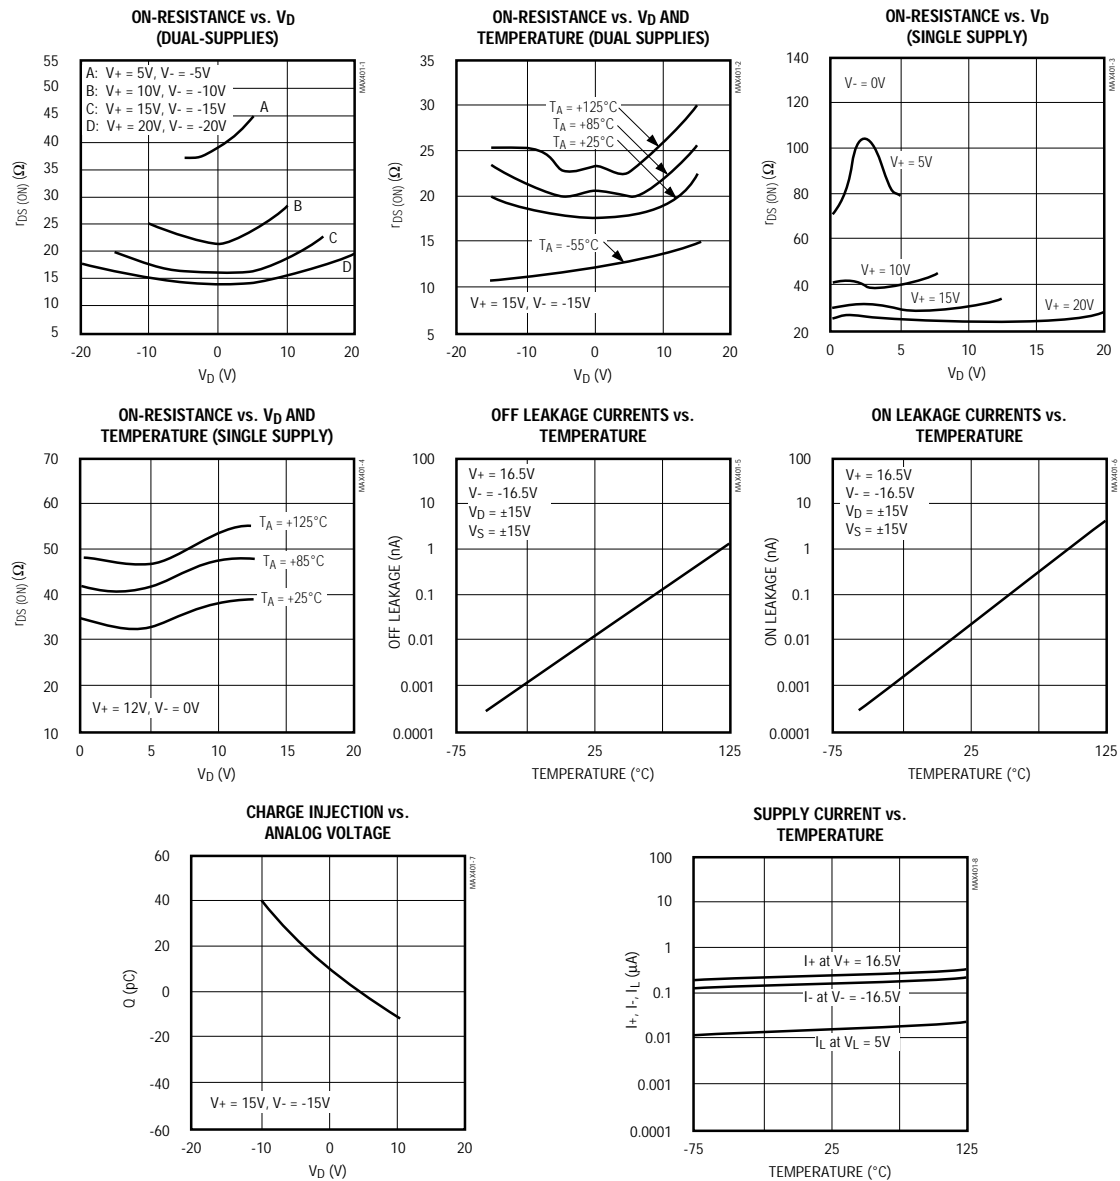 ON-RESISTANCE vs. VD
(DUAL-SUPPLIES)
55
50
45
40
35
30
25
20
15
10
5
rDS (ON) (Ω)
A: V+ = 5V, V- = -5V
B: V+ = 10V, V- = -10V
C: V+ = 15V, V- = -15V
D: V+ = 20V, V- = -20V
A
B
C
D
MAX401-1
-20 -10 0 10 20
VD (V)
ON-RESISTANCE vs. VD AND
TEMPERATURE (DUAL SUPPLIES)
35
30
25
20
15
10
5
rDS (ON) (Ω)
TA = +125°C
TA = +85°C
TA = +25°C
TA = -55°C
V+ = 15V, V- = -15V
MAX401-2
-20 -10 0 10 20
VD (V)
ON-RESISTANCE vs. VD
(SINGLE SUPPLY)
140
120
100
80
60
40
20
rDS (ON) (Ω)
V- = 0V
V+ = 5V
V+ = 10V
V+ = 15V
V+ = 20V
MAX401-3
0 5 10 15 20
VD (V)
ON-RESISTANCE vs. VD AND
TEMPERATURE (SINGLE SUPPLY)
70
60
50
40
30
20
10
rDS (ON) (Ω)
TA = +125°C
TA = +85°C
TA = +25°C
V+ = 12V, V- = 0V
MAX401-4
0 5 10 15 20
VD (V)
OFF LEAKAGE CURRENTS vs.
TEMPERATURE
100
10
1
0.1
0.01
0.001
0.0001
OFF LEAKAGE (nA)
V+ = 16.5V
V- = -16.5V
VD = ±15V
VS = ±15V
MAX401-5
-75 25 125
TEMPERATURE (°C)
ON LEAKAGE CURRENTS vs.
TEMPERATURE
100
10
1
0.1
0.01
0.001
0.0001
ON LEAKAGE (nA)
V+ = 16.5V
V- = -16.5V
VD = ±15V
VS = ±15V
MAX401-6
-75 25 125
TEMPERATURE (°C)
CHARGE INJECTION vs.
ANALOG VOLTAGE
60
40
20
0
-20
-40
-60
Q (pC)
V+ = 15V, V- = -15V
MAX401-7
-20 -10 0 10 20
VD (V)
SUPPLY CURRENT vs.
TEMPERATURE
100
10
1
0.1
0.01
0.001
0.0001
I+, I-, IL (µA)
I+ at V+ = 16.5V
I- at V- = -16.5V
IL at VL = 5V
MAX401-8
-75 25 125
TEMPERATURE (°C)